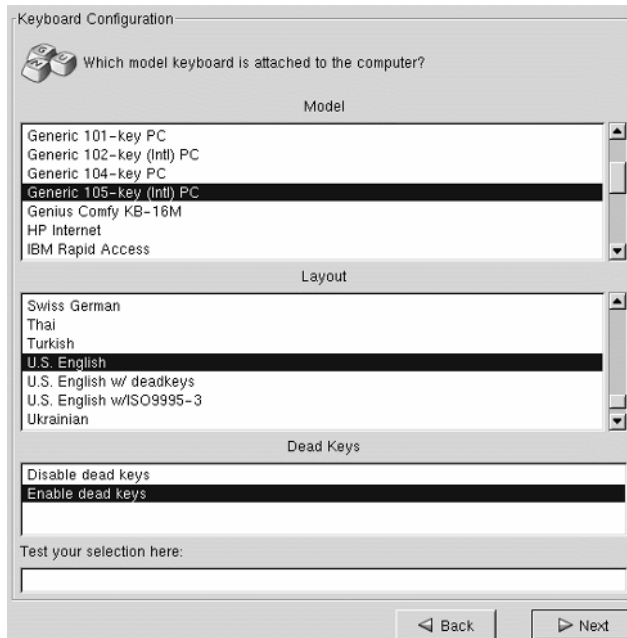 Keyboard Configuration
Which model keyboard is attached to the computer?
Model
Generic 101-key PC
Generic 102-key (Intl) PC
Generic 104-key PC
Generic 105-key (Intl) PC
Genius Comfy KB-16M
HP Internet
IBM Rapid Access
Layout
Swiss German
Thai
Turkish
U.S. English
U.S. English w/ deadkeys
U.S. English w/ISO9995-3
Ukrainian
Dead Keys
Disable dead keys
Enable dead keys
Test your selection here:
Back Next